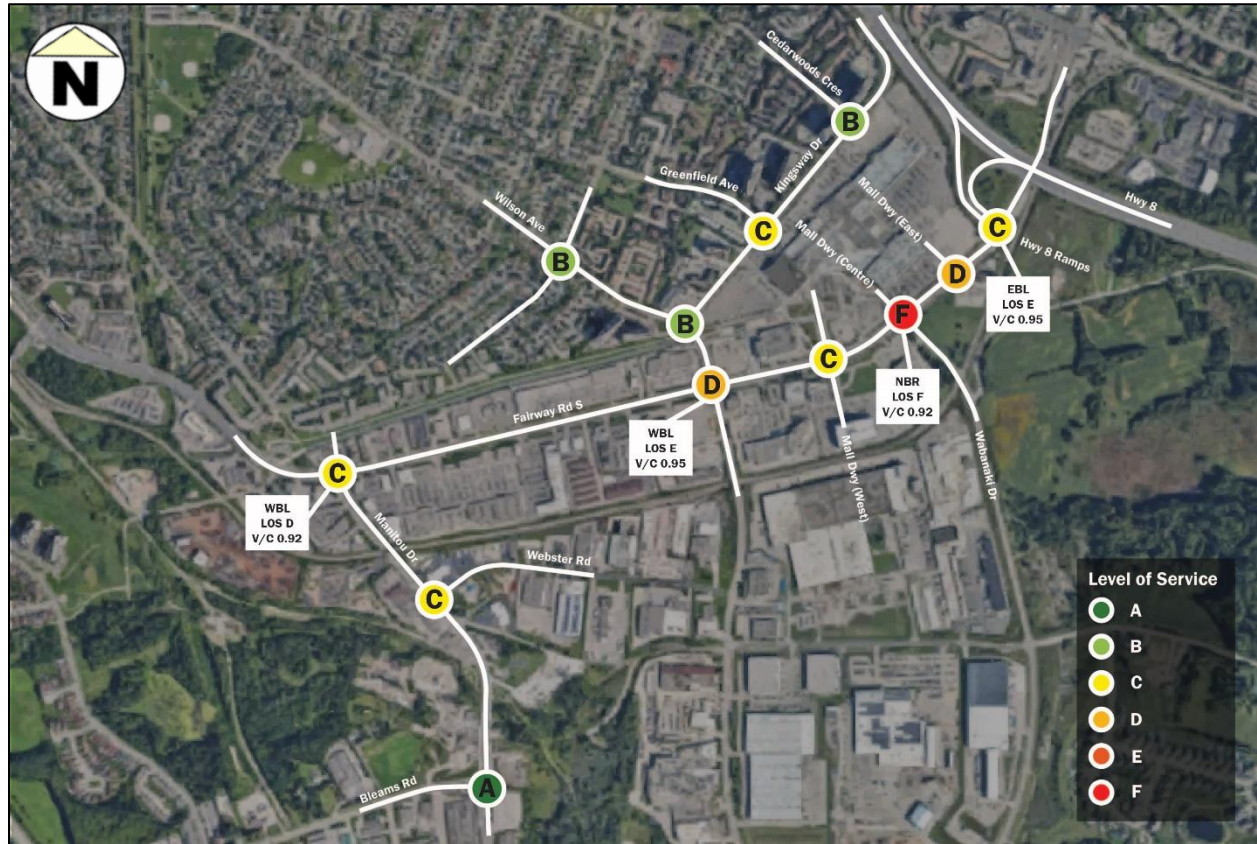 N
Cedarwoods Cres
B
Kingsway Dr
Greenfield Ave
C
Wilson Ave
B
B
Mall Dwy (East)
Mall Dwy (Centre)
Hwy 8
C
Hwy 8 Ramps
D
EBL
LOS E
V/C 0.95
F
NBR
LOS F
V/C 0.92
C
D
Fairway Rd S
WBL
LOS E
V/C 0.95
Mall Dwy (West)
Wabanaki Dr
C
WBL
LOS D
V/C 0.92
Manitou Dr
Webster Rd
C
Bleams Rd
A
Level of Service
A
B
C
D
E
F